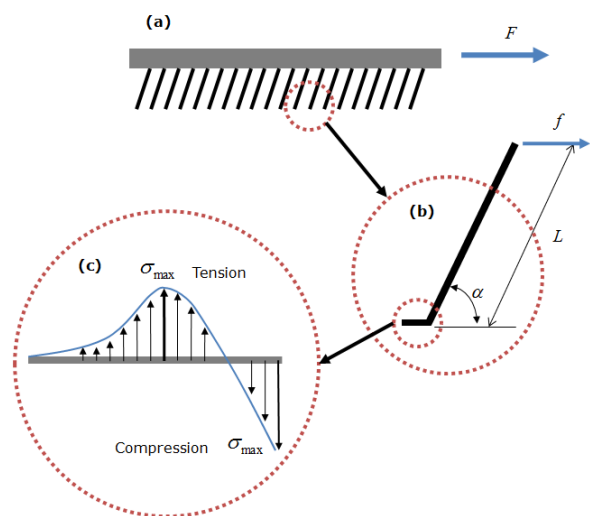 (a)
F
f
(b)
L
α
(c)
σmax Tension
Compression σmax